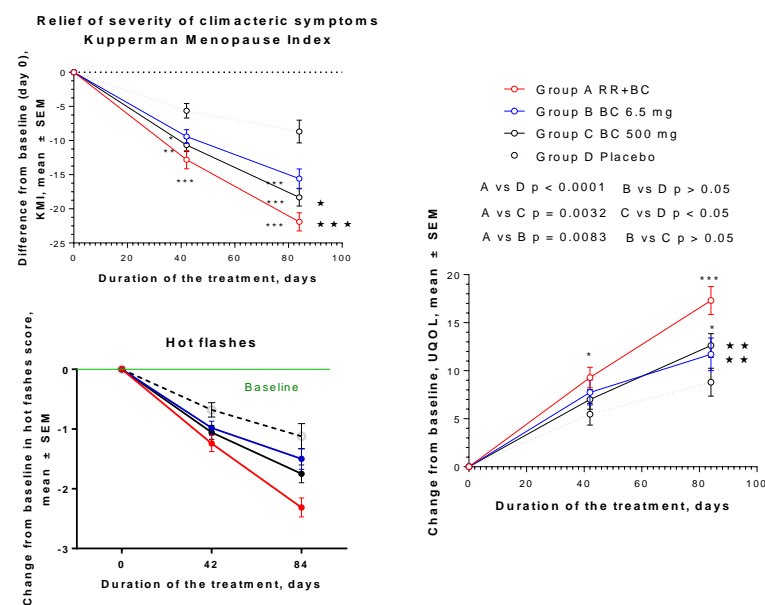 Relief of severity of climacteric symptoms
Kupperman Menopause Index
Difference from baseline (day 0),
KMI, mean ± SEM
0
-5
-10
-15
-20
-25
*
***
***
***
***
★
★ ★ ★
0 20 40 60 80 100
Duration of the treatment, days
Group A RR+BC
Group B BC 6.5 mg
Group C BC 500 mg
Group D Placebo
A vs D p < 0.0001 B vs D p > 0.05
A vs C p = 0.0032 C vs D p < 0.05
A vs B p = 0.0083 B vs C p > 0.05
Hot flashes
Baseline
Change from baseline in hot flashes score,
mean ± SEM
0
-1
-2
-3
0 42 84
Duration of the treatment, days
Change from baseline, UQOL, mean ± SEM
20
15
10
5
0
*
***
*
★ ★
★ ★
0 20 40 60 80 100
Duration of the treatment, days